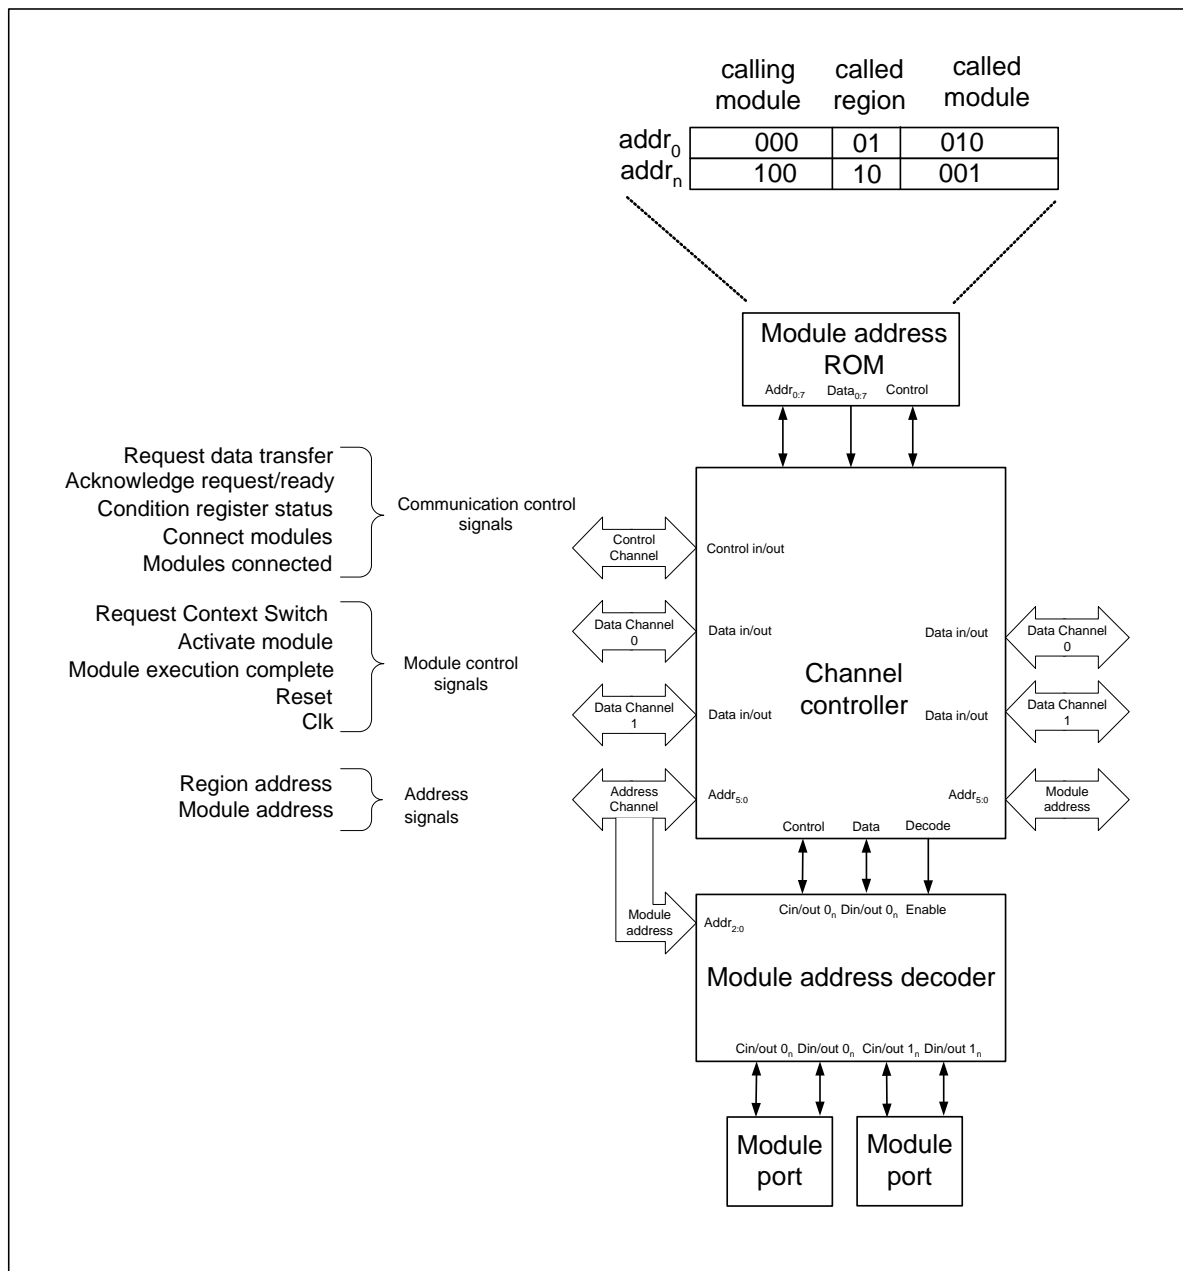 calling
module
called
region
called
module
addr0 000 01 010
addrn 100 10 001
Module address
ROM
Addr0:7 Data0:7 Control
Request data transfer
Acknowledge request/ready
Condition register status
Connect modules
Modules connected
Communication control
signals
Request Context Switch
Activate module
Module execution complete
Reset
Clk
Module control
signals
Region address
Module address
Address
signals
Control
Channel
Data Channel
0
Data Channel
1
Address
Channel
Module
address
Control in/out
Data in/out
Data in/out
Addr5:0
Channel
controller
Data in/out
Data in/out
Addr5:0
Data Channel
0
Data Channel
1
Module
address
Control Data Decode
Cin/out 0n Din/out 0n Enable
Addr2:0
Module address decoder
Cin/out 0n Din/out 0n Cin/out 1n Din/out 1n
Module
port
Module
port